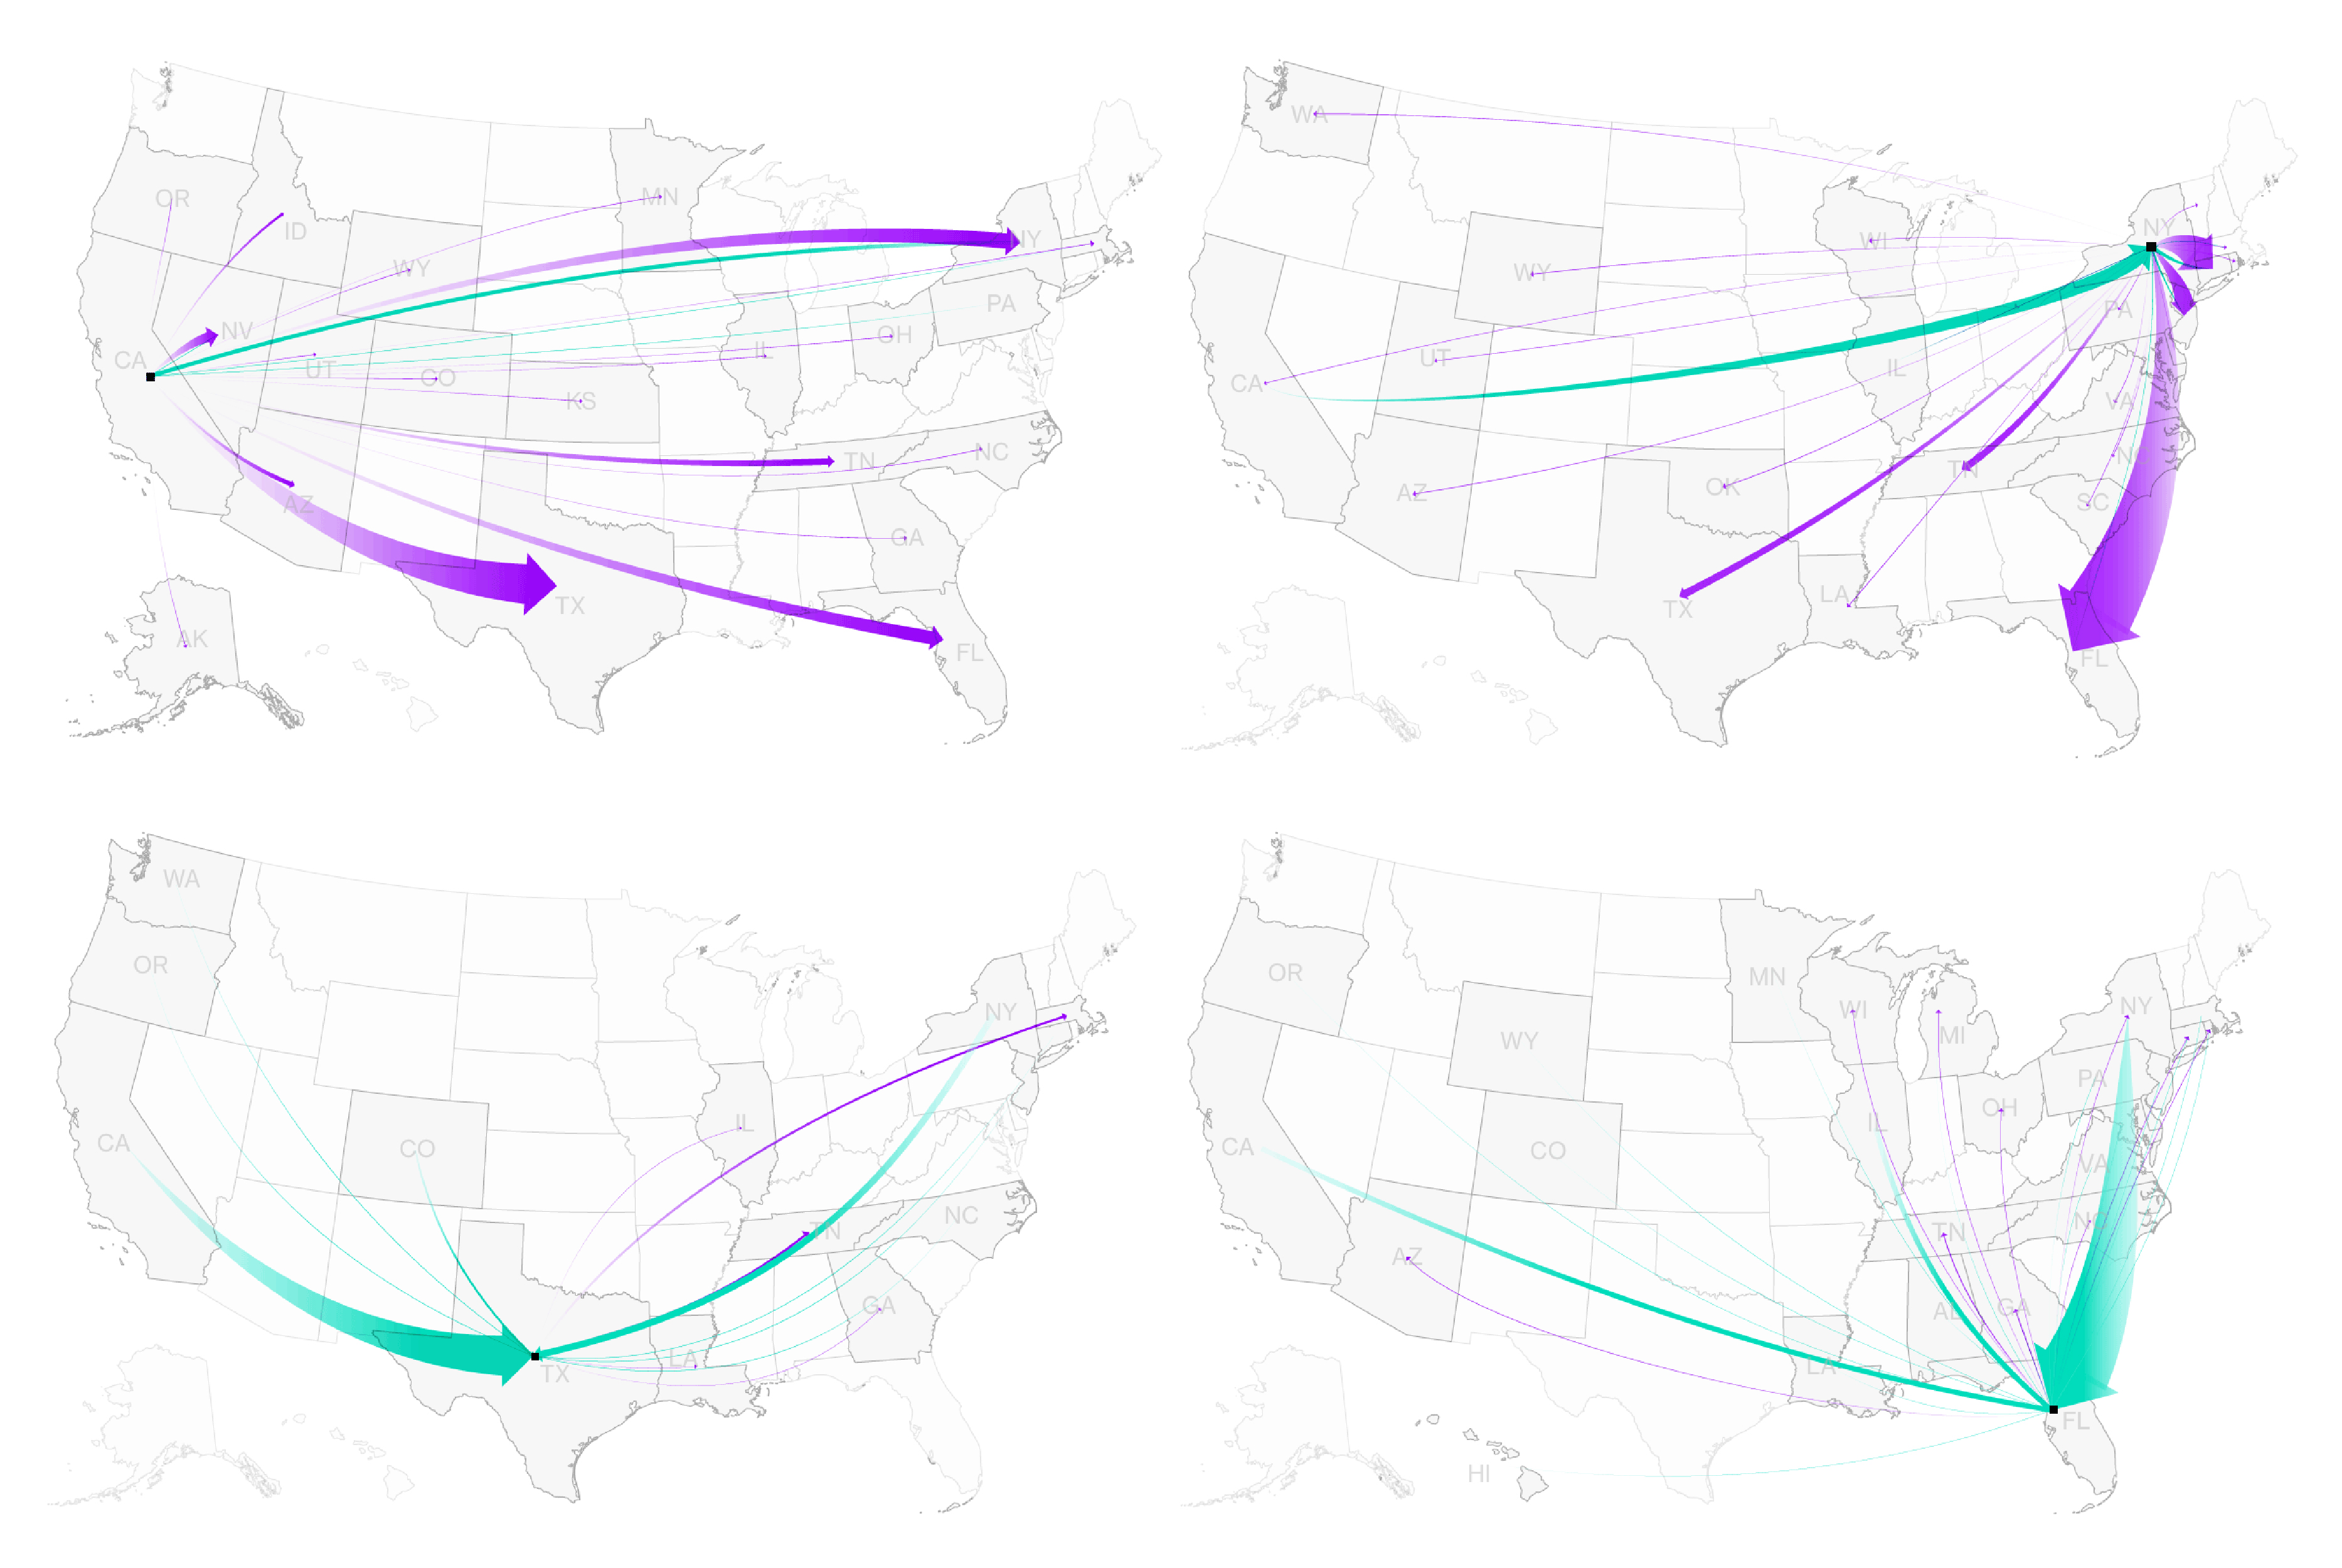 OR
ID
MN
NY
WY
NV
CA
UT
CO
KS
IL
OH
PA
TN
NC
AZ
GA
TX
FL
AK
WA
NY
WI
WY
PA
CA
UT
IL
VA
NC
TN
AZ
OK
SC
TX
LA
FL
WA
OR
NY
CA
CO
IL
TN
NC
GA
LA
TX
OR
MN
WI
NY
MI
WY
PA
OH
IL
CA
CO
VA
NC
TN
AZ
GA
AL
LA
FL
HI